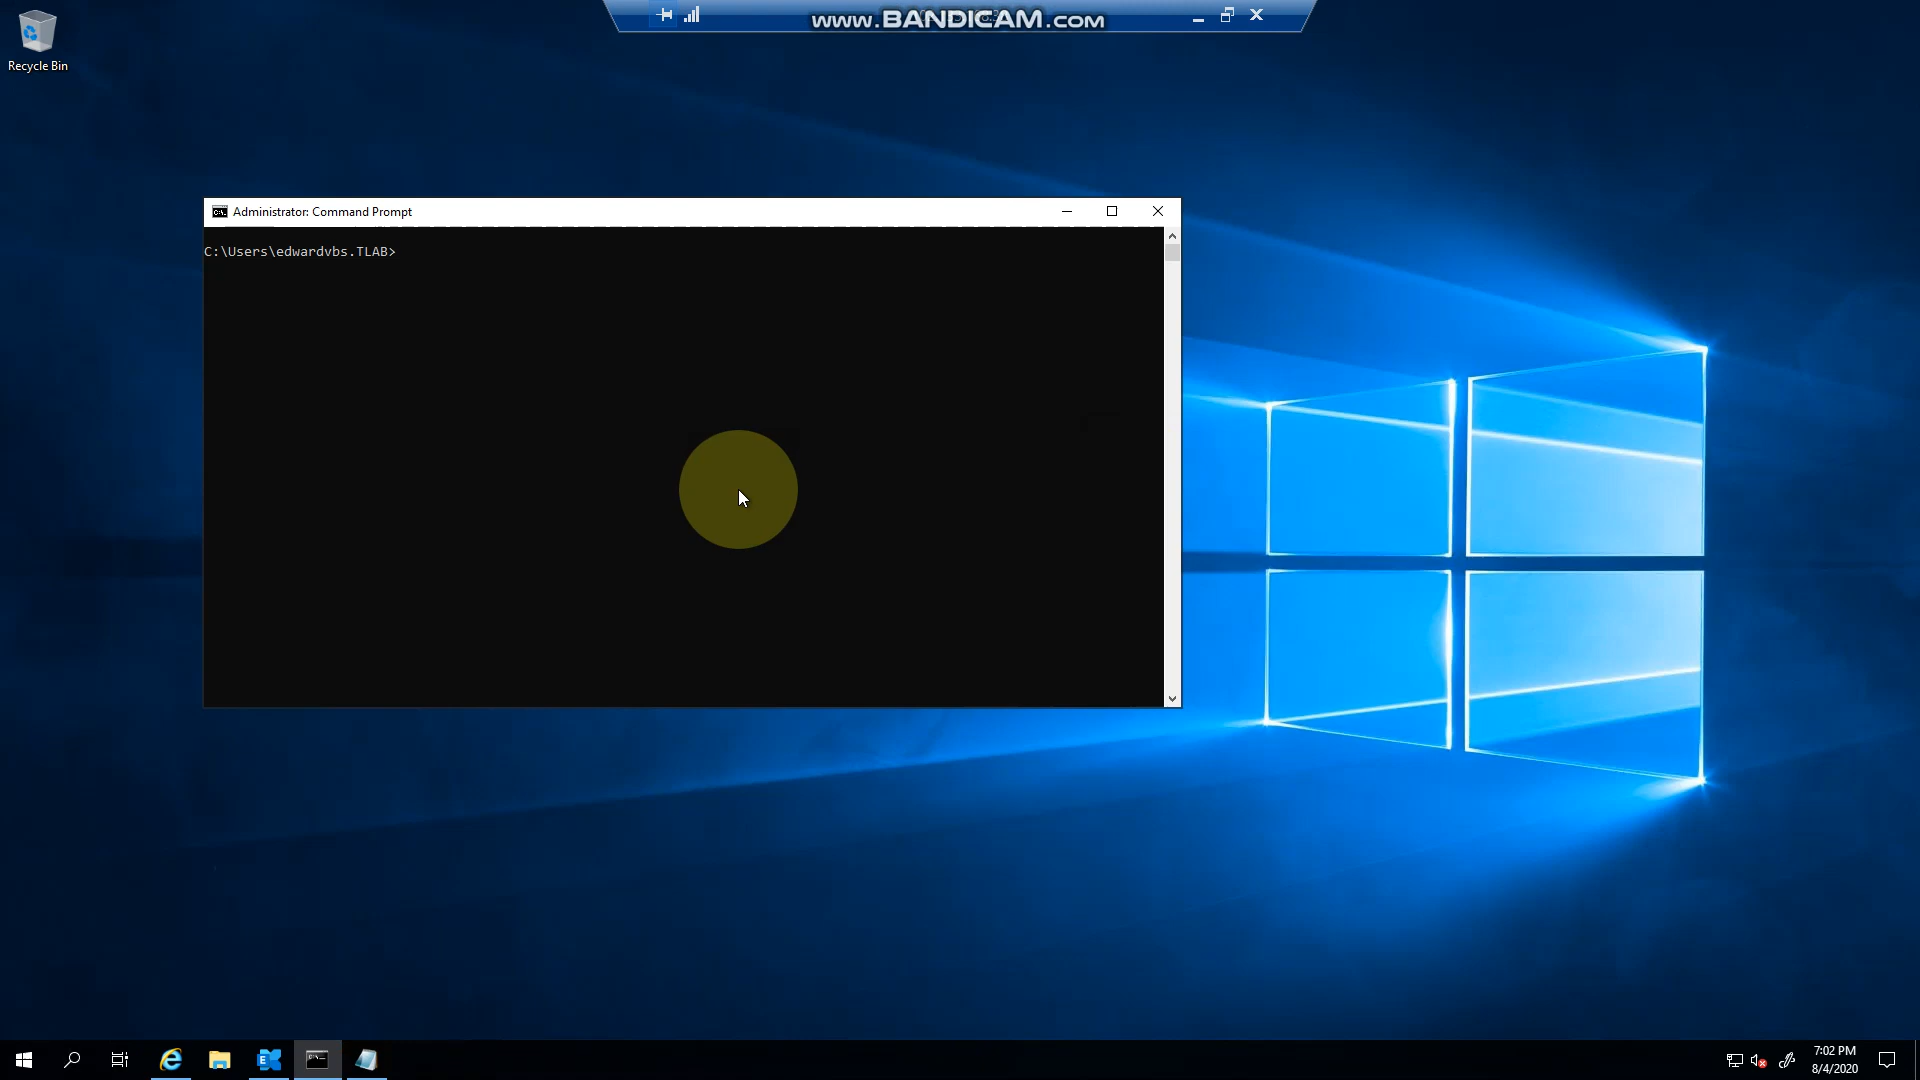 www.BANDICAM.com
Recycle Bin
Administrator: Command Prompt
C:\Users\edwardvbs.TLAB>
7:02 PM
8/4/2020